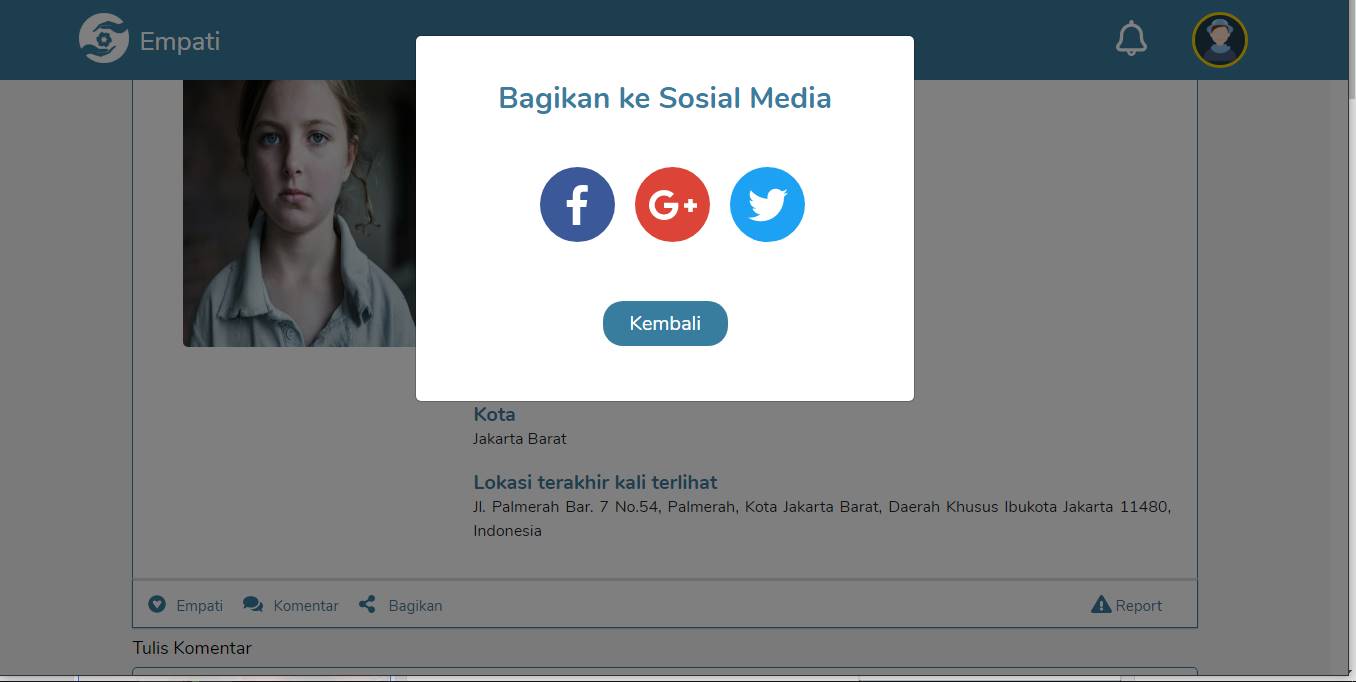 Empati
Bagikan ke Sosial Media
f
G+
Kembali
Kota
Jakarta Barat
Lokasi terakhir kali terlihat
Jl. Palmerah Bar. 7 No.54, Palmerah, Kota Jakarta Barat, Daerah Khusus Ibukota Jakarta 11480,
Indonesia
Empati Komentar Bagikan Report
Tulis Komentar